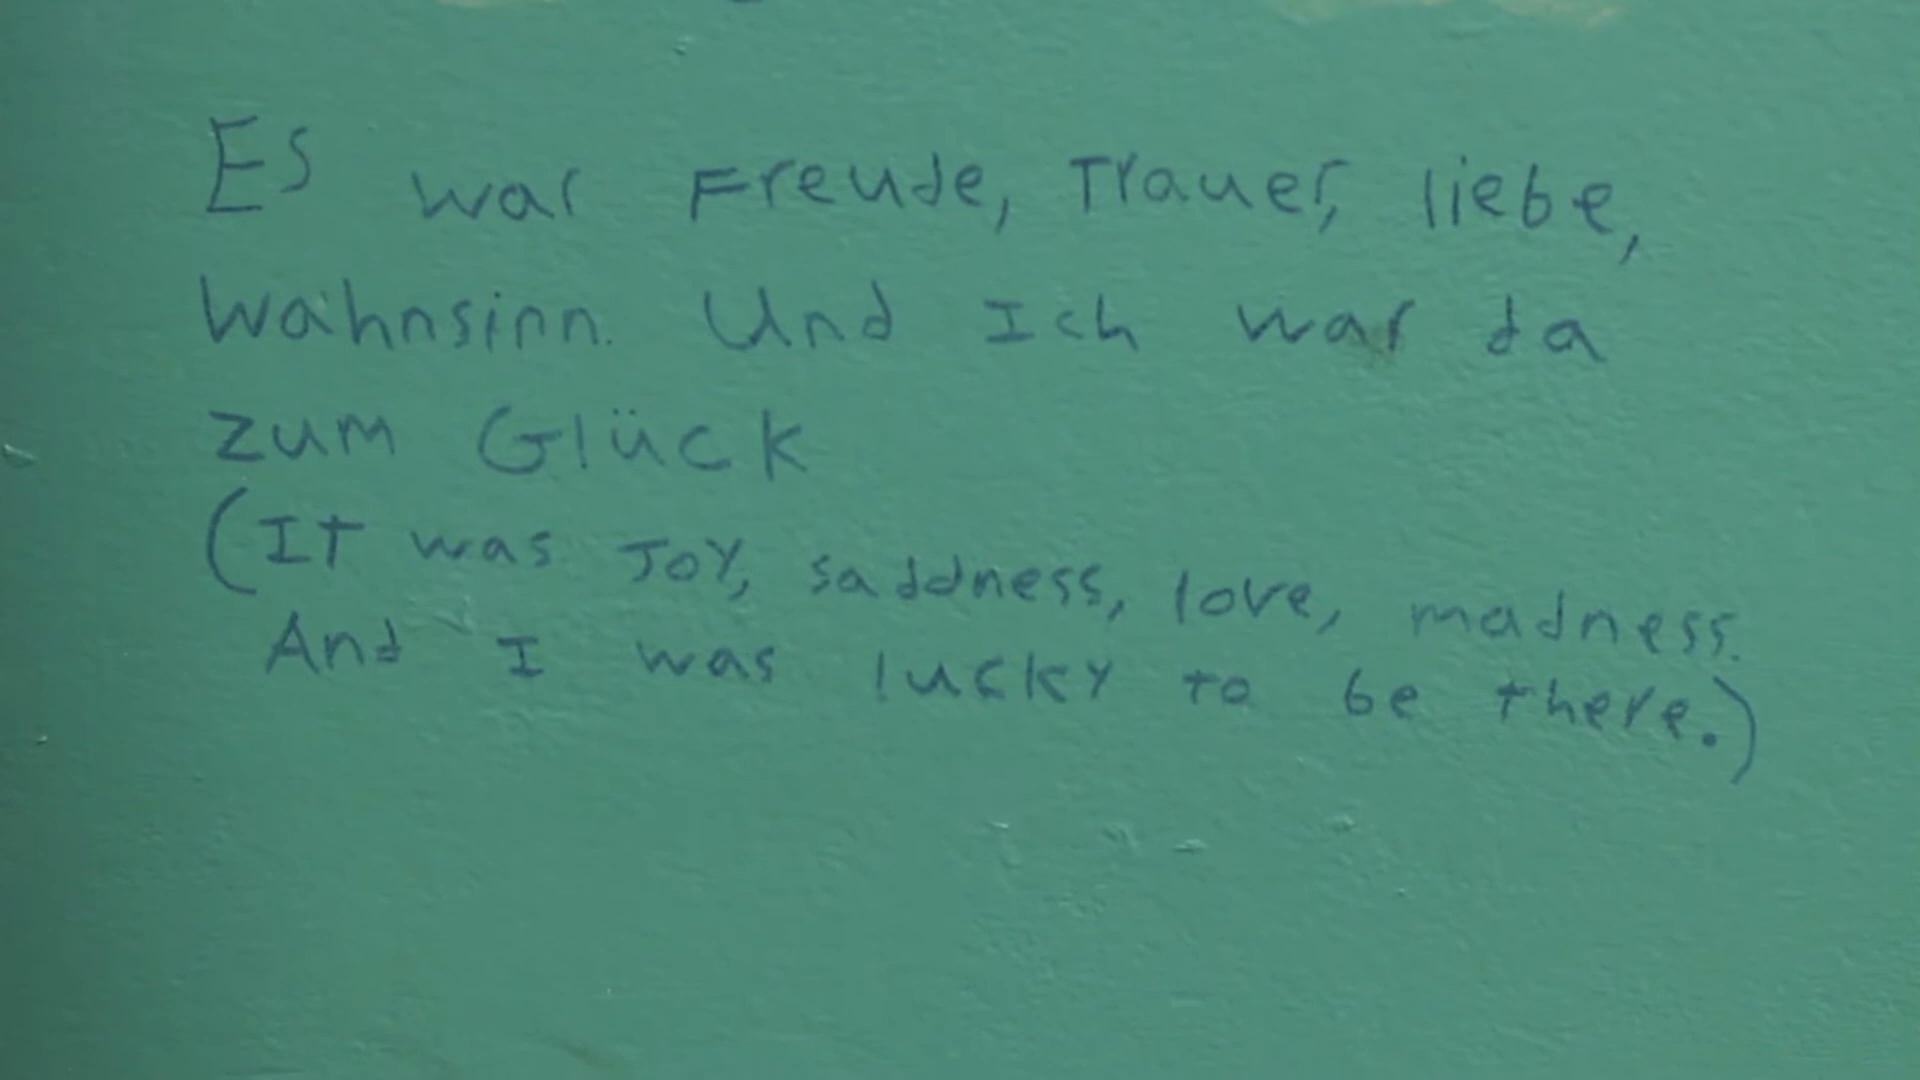 Es war Freude, Trauer, liebe,
Wahnsinn. Und Ich war da
zum Glück
(It was Joy, saddness, love, madness.
And I was lucky to be there.)